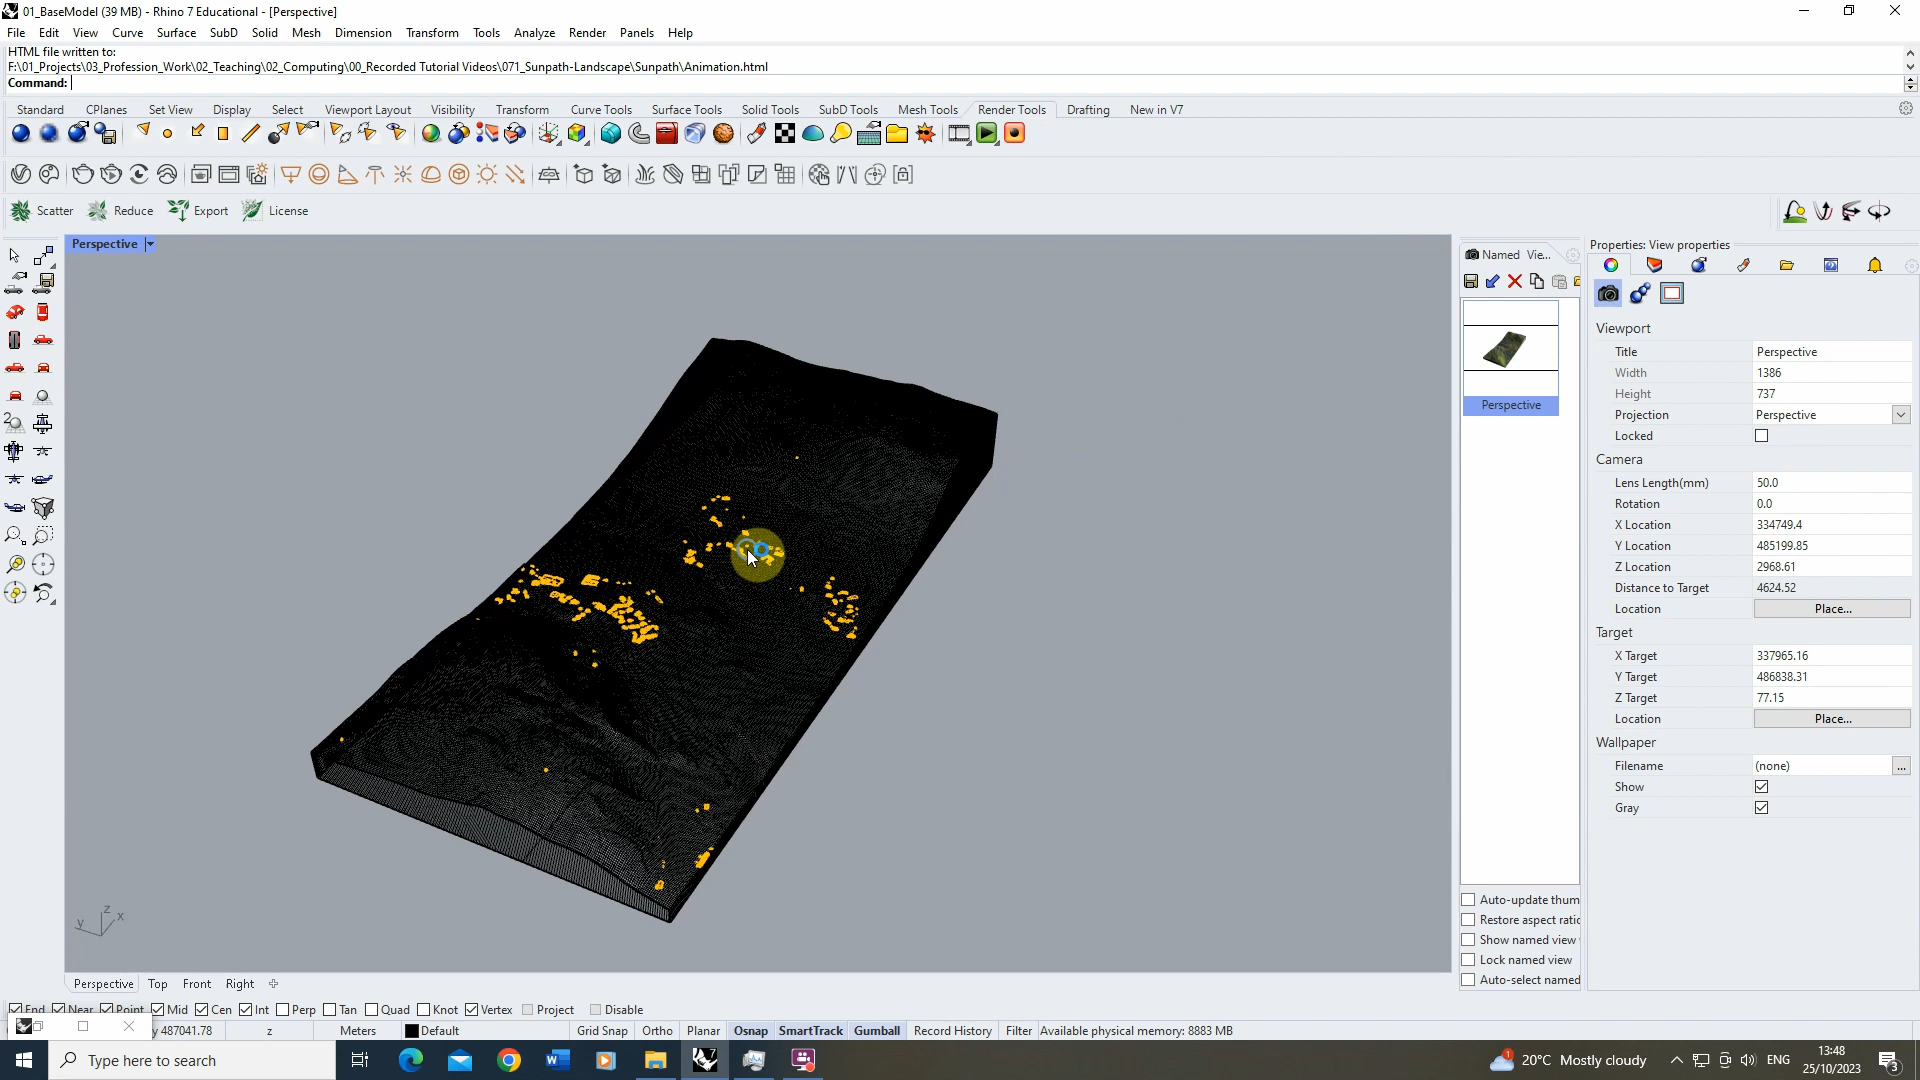 01_BaseModel (39 MB) - Rhino 7 Educational - [Perspective]
File Edit View Curve Surface SubD Solid Mesh Dimension Transform Tools Analyze Render Panels Help
HTML file written to:
F:\01_Projects\03_Profession_Work\02_Teaching\02_Computing\00_Recorded Tutorial Videos\071_Sunpath-Landscape\Sunpath\Animation.html
Command:
Standard CPlanes Set View Display Select Viewport Layout Visibility Transform Curve Tools Surface Tools Solid Tools SubD Tools Mesh Tools Render Tools Drafting New in V7
Scatter Reduce Export License
Perspective
Named Vie...
Perspective
Auto-update thum
Restore aspect ratio
Show named view
Lock named view
Auto-select named
Properties: View properties
Viewport
Title Perspective
Width 1386
Height 737
Projection Perspective
Locked
Camera
Lens Length(mm) 50.0
Rotation 0.0
X Location 334749.4
Y Location 485199.85
Z Location 2968.61
Distance to Target 4624.52
Location Place...
Target
X Target 337965.16
Y Target 486838.31
Z Target 77.15
Location Place...
Wallpaper
Filename (none) ...
Show
Gray
z
y x
Perspective Top Front Right
End Near Point Mid Cen Int Perp Tan Quad Knot Vertex Project Disable
y 487041.78 z Meters Default Grid Snap Ortho Planar Osnap SmartTrack Gumball Record History Filter Available physical memory: 8883 MB
Type here to search
20°C Mostly cloudy ENG
13:48
25/10/2023
3